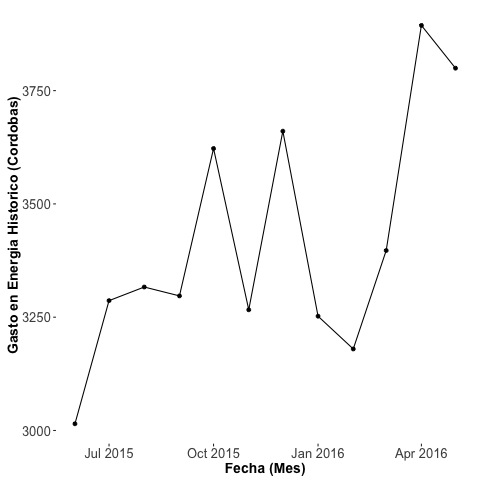 Gasto en Energia Historico (Cordobas)
3750
3500
3250
3000
Jul 2015 Oct 2015 Jan 2016 Apr 2016
Fecha (Mes)